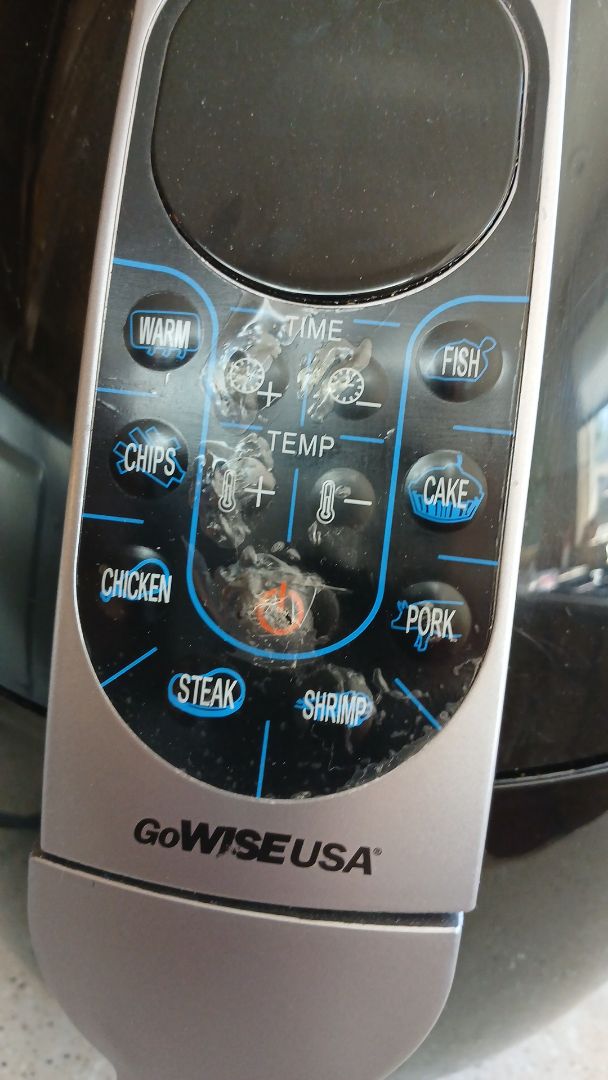 TIME
WARM
FISH
+
-
TEMP
CHIPS
CAKE
+
-
CHICKEN
PORK
STEAK
SHRIMP
GoWISEUSA®